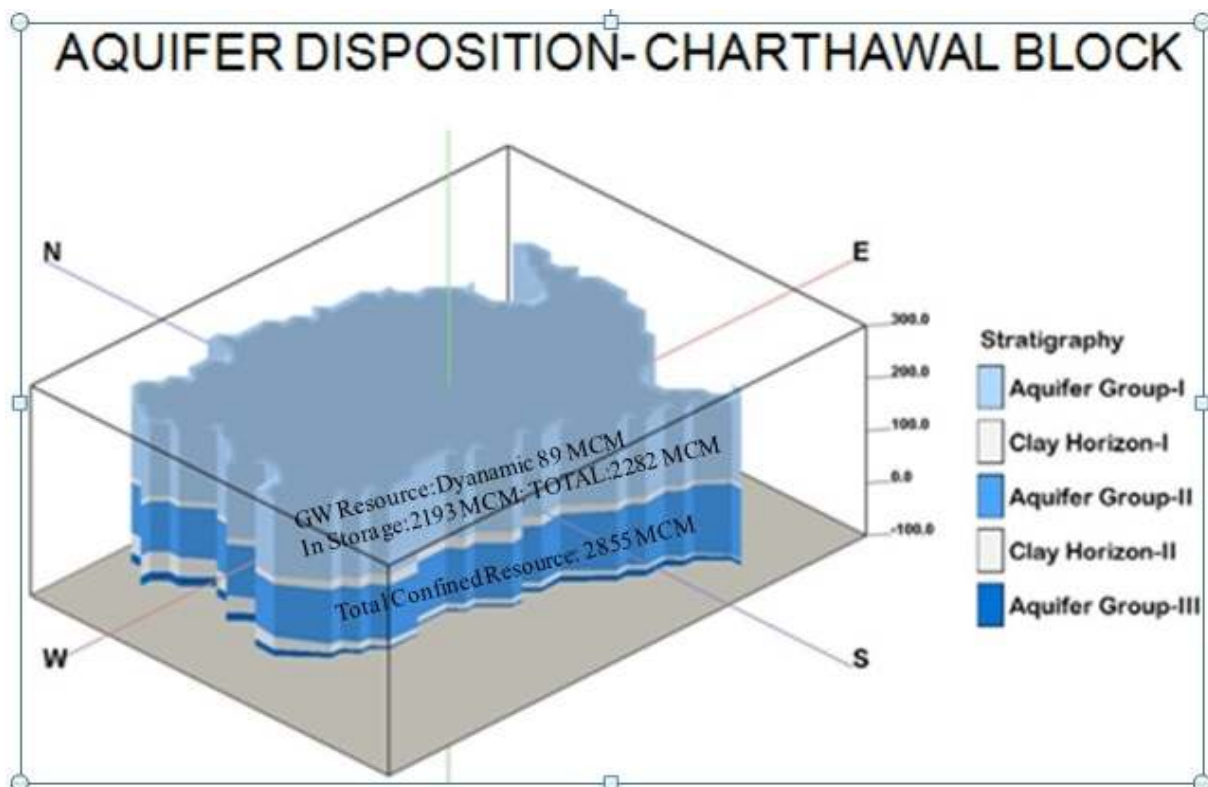 AQUIFER DISPOSITION- CHARTHAWAL BLOCK
N
E
300.0
200.0
100.0
0.0
-100.0
Stratigraphy
Aquifer Group-I
Clay Horizon-I
Aquifer Group-II
Clay Horizon-II
Aquifer Group-III
GW Resource:Dyanamic 89 MCM
In Storage:2193 MCM; TOTAL:2282 MCM
Total Confined Resource: 2855 MCM
W
S